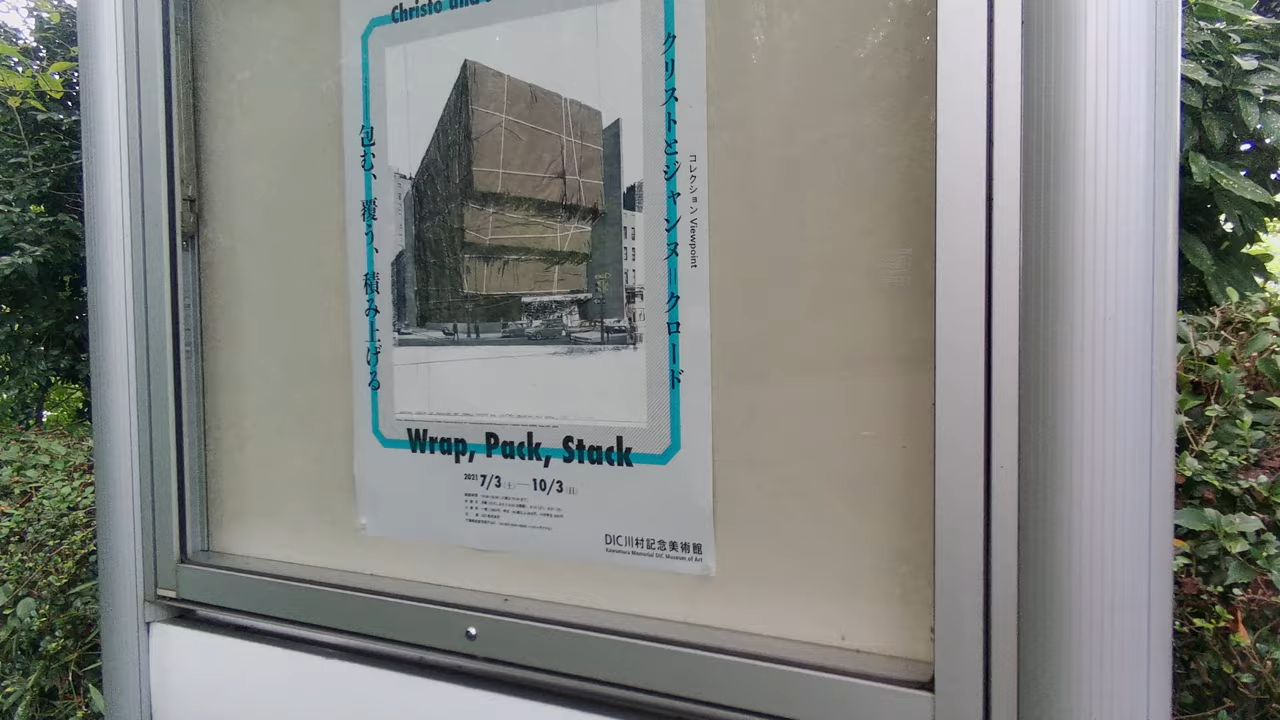 Christo and
クリストとジャンヌ＝クロード
コレクション Viewpoint
包む、覆う、積み上げる
Wrap, Pack, Stack
2021 7/3(土)—10/3(日)
DIC川村記念美術館
Kawamura Memorial DIC Museum of Art